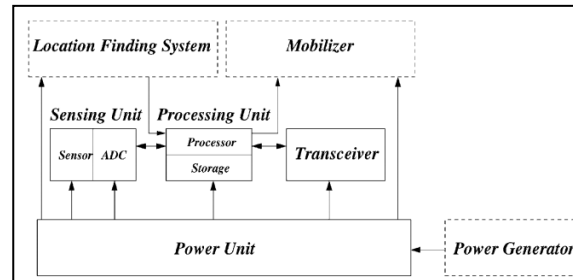 Location Finding System
Mobilizer
Sensing Unit
Processing Unit
Sensor
ADC
Processor
Storage
Transceiver
Power Unit
Power Generator